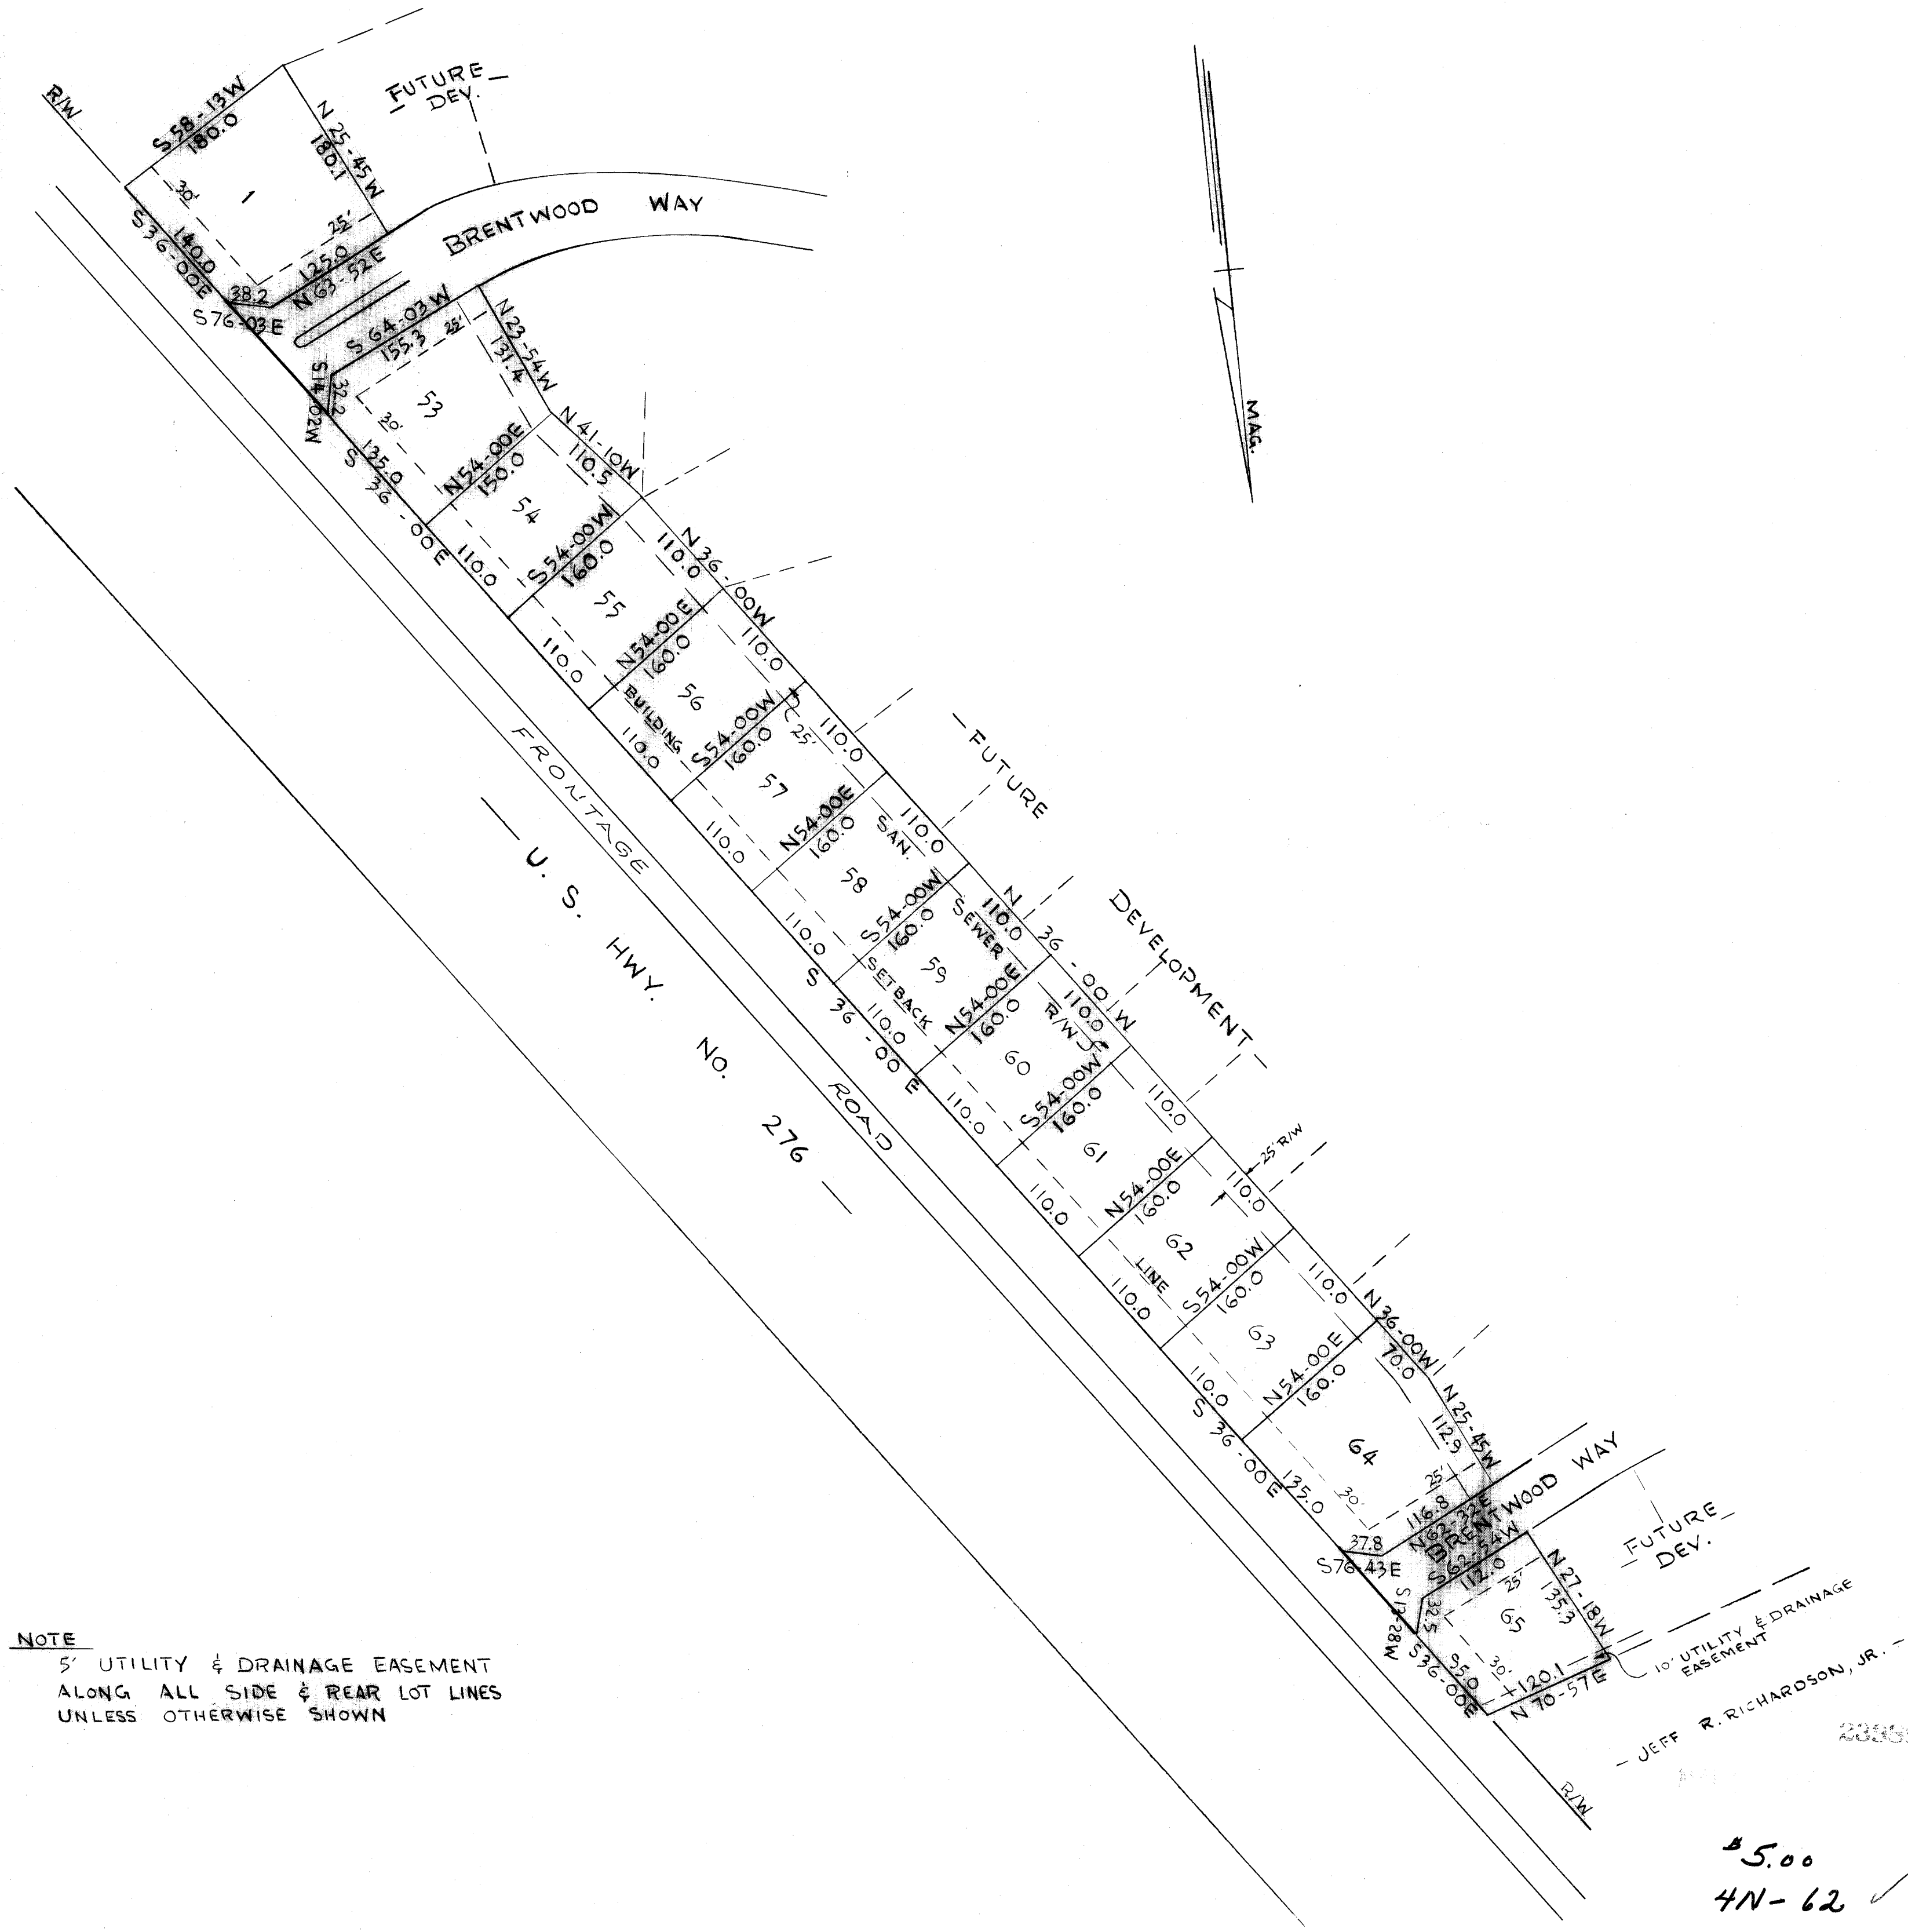 R/W
S 58 - 13 W
180.0
N 25 - 45 W
180.1
FUTURE
DEV.
30'
1
25'
140.0
S 36 - 00 E
125.0
N 63 - 52 E
38.2
S 76 - 03 E
BRENTWOOD WAY
MAG.
S 64 - 03 W
155.3
25'
N 23 - 54 W
131.4
S 14 - 02 W
32.2
53
30'
135.0
S 36 - 00 E
N 54 - 00 E
150.0
N 41 - 10 W
110.5
54
110.0
S 54 - 00 W
160.0
N 36 - 00 W
110.0
55
110.0
N 54 - 00 E
160.0
110.0
56
BUILDING
110.0
S 54 - 00 W
160.0
25'
110.0
57
110.0
N 54 - 00 E
160.0
SAN.
110.0
58
110.0
S 54 - 00 W
160.0
SEWER
110.0
N 36 - 00 W
59
SETBACK
110.0
S 36 - 00 E
N 54 - 00 E
160.0
R/W
110.0
60
110.0
S 54 - 00 W
160.0
110.0
61
110.0
N 54 - 00 E
160.0
25' R/W
110.0
62
LINE
110.0
S 54 - 00 W
160.0
110.0
63
110.0
S 36 - 00 E
N 54 - 00 E
160.0
N 36 - 00 W
70.0
N 25 - 45 W
112.9
64
135.0
30'
25'
116.8
N 62 - 32 E
37.8
S 76 - 43 E
BRENTWOOD WAY
S 62 - 54 W
112.0
25'
N 27 - 18 W
135.3
S 13 - 28 W
32.5
65
30'
95.0
S 36 - 00 E
120.1
N 70 - 57 E
FUTURE
DEV.
10' UTILITY & DRAINAGE
EASEMENT
JEFF R. RICHARDSON, JR.
R/W
FUTURE
DEVELOPMENT
FRONTAGE ROAD
U. S. HWY. NO. 276
NOTE
5' UTILITY & DRAINAGE EASEMENT
ALONG ALL SIDE & REAR LOT LINES
UNLESS OTHERWISE SHOWN
$5.00
4N - 62